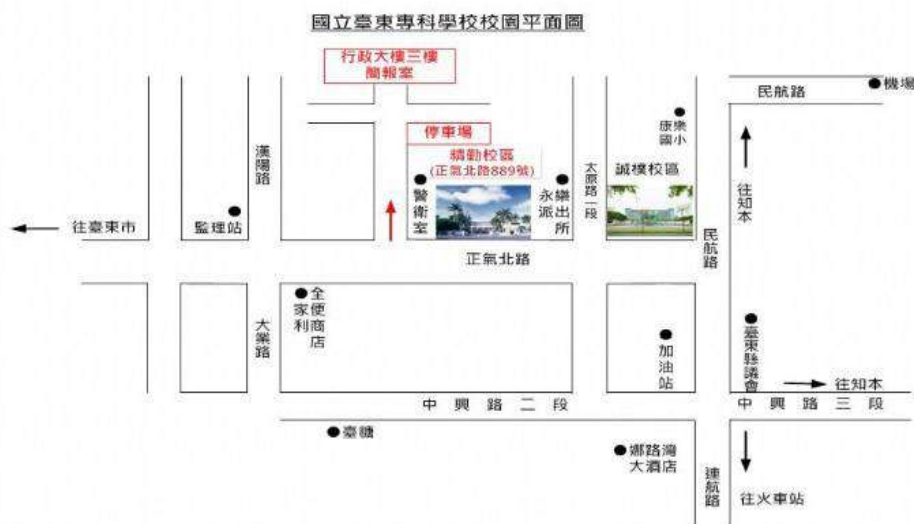 國立臺東專科學校校園平面圖
行政大樓三樓
簡報室
機場
民航路
停車場
康樂
國小
精勤校區
(正氣北路889號)
誠樸校區
漢陽路
太原路一段
警衛室
永樂
派出所
往知本
往臺東市
監理站
民航路
正氣北路
全家
便利商店
大業路
加油站
臺東縣議會
往知本
中興路二段
中興路三段
臺糖
娜路灣
大酒店
連航路
往火車站